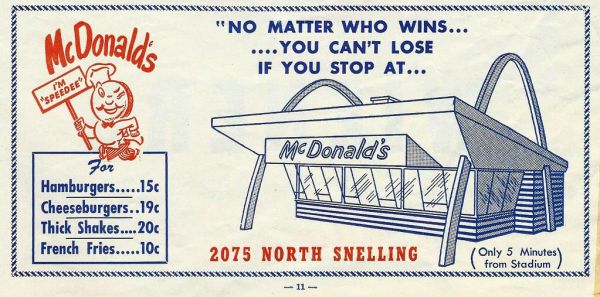 McDonald's
I'M
"SPEEDEE"
For
Hamburgers.....15c
Cheeseburgers..19c
Thick Shakes....20c
French Fries.....10c
"NO MATTER WHO WINS...
....YOU CAN'T LOSE
IF YOU STOP AT...
McDonald's
2075 NORTH SNELLING
(Only 5 Minutes
from Stadium)
— 11 —